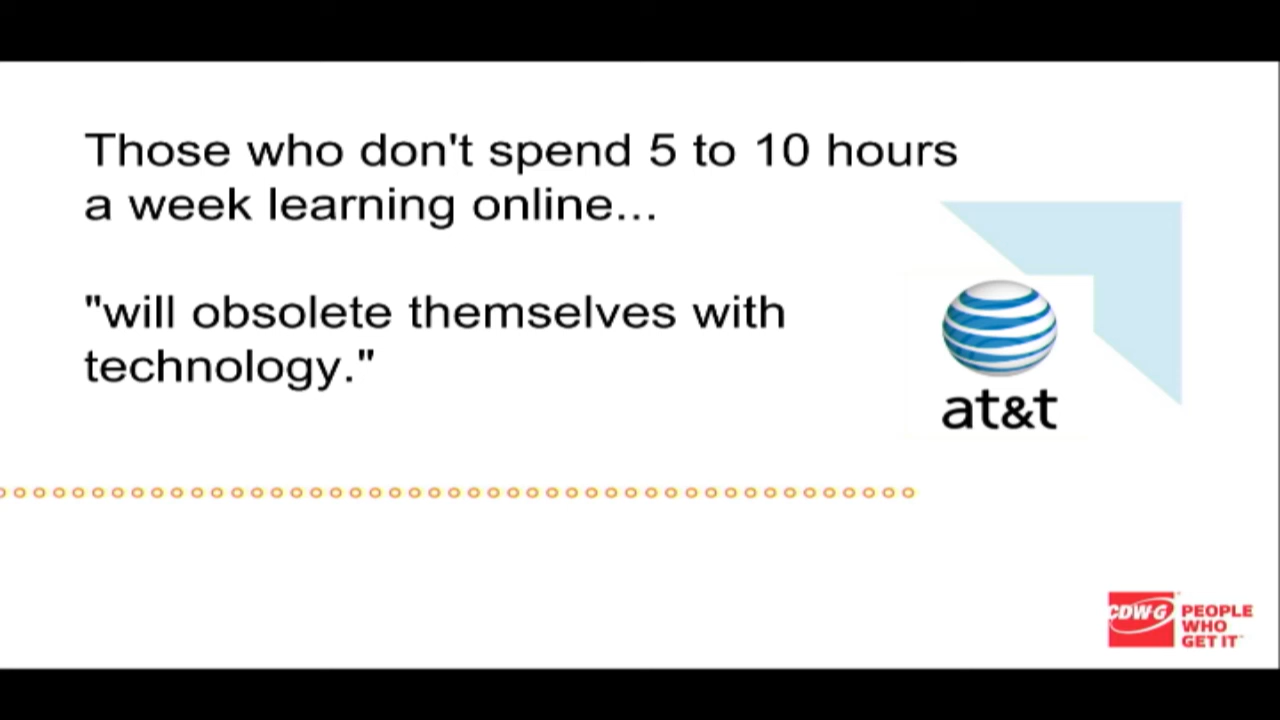 Those who don't spend 5 to 10 hours
a week learning online...
"will obsolete themselves with
technology."
at&t
CDW·G
PEOPLE
WHO
GET IT